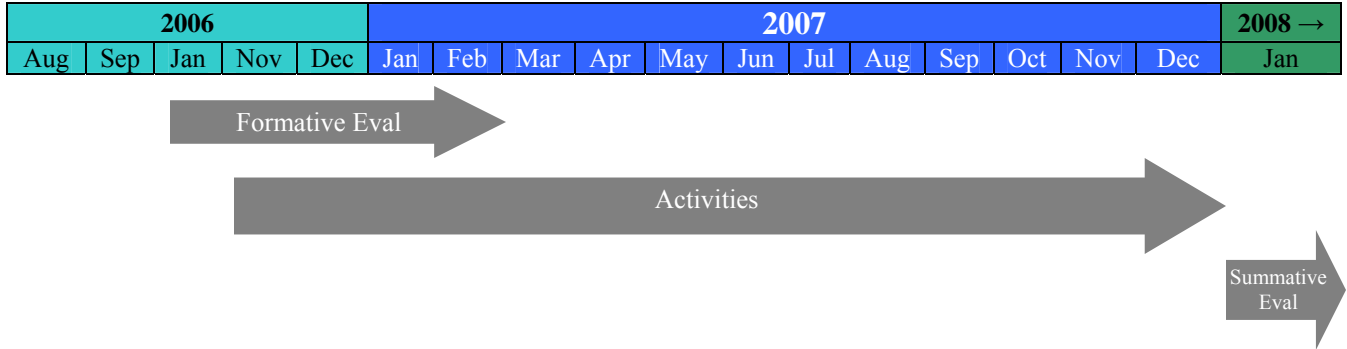 2006 2007 2008 →
Aug Sep Jan Nov Dec Jan Feb Mar Apr May Jun Jul Aug Sep Oct Nov Dec Jan
Formative Eval
Activities
Summative
Eval